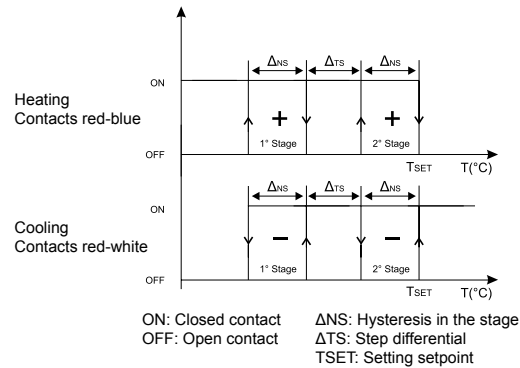 ΔNS ΔTS ΔNS
ON
Heating
Contacts red-blue
+ +
1° Stage 2° Stage
OFF
TSET T(°C)
ΔNS ΔTS ΔNS
ON
Cooling
Contacts red-white
− −
1° Stage 2° Stage
OFF
TSET T(°C)
ON: Closed contact ΔNS: Hysteresis in the stage
OFF: Open contact ΔTS: Step differential
TSET: Setting setpoint